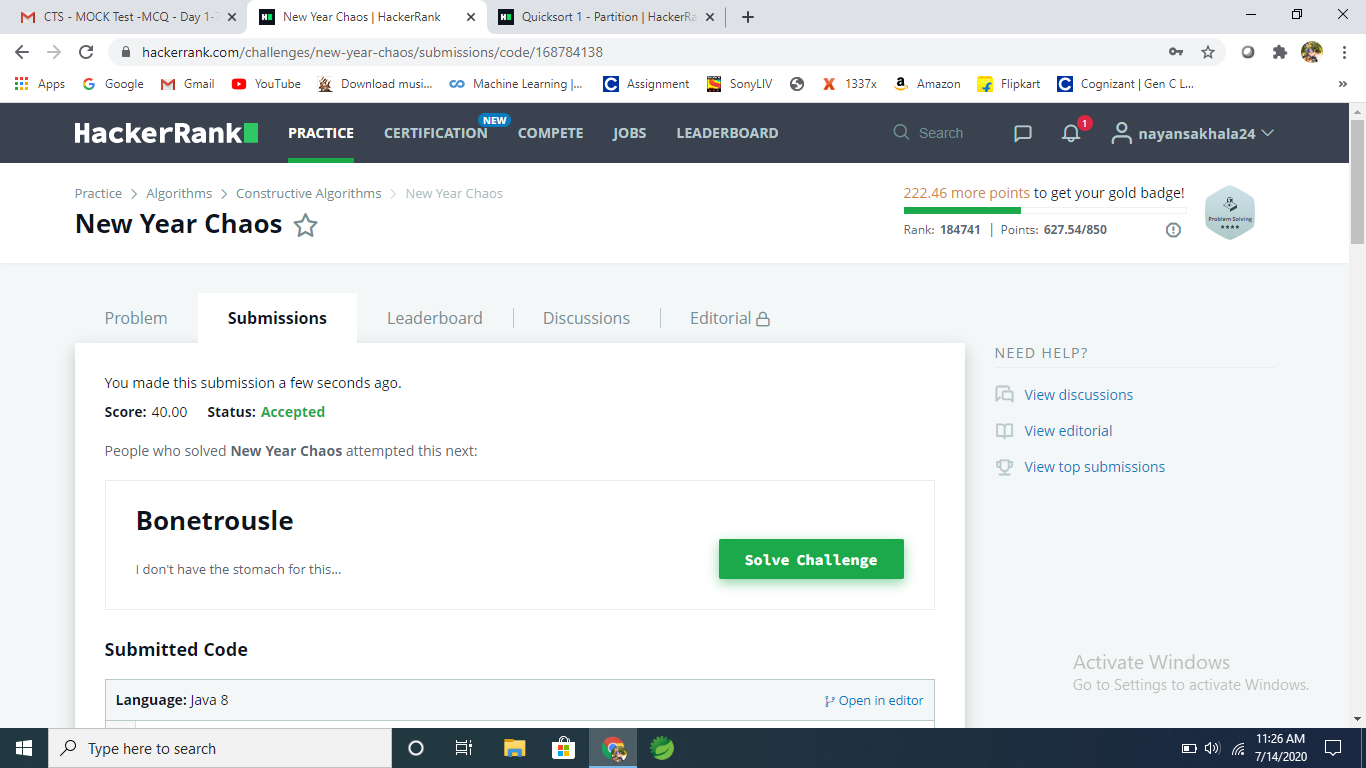 CTS - MOCK Test -MCQ - Day 1-7
New Year Chaos | HackerRank
Quicksort 1 - Partition | HackerRa
hackerrank.com/challenges/new-year-chaos/submissions/code/168784138
Apps Google Gmail YouTube Download musi... Machine Learning |... Assignment SonyLIV 1337x Amazon Flipkart Cognizant | Gen C L... »
HackerRank PRACTICE CERTIFICATION NEW COMPETE JOBS LEADERBOARD Search 1 nayansakhala24
Practice > Algorithms > Constructive Algorithms > New Year Chaos
New Year Chaos
222.46 more points to get your gold badge!
Rank: 184741 | Points: 627.54/850
Problem Solving
Problem Submissions Leaderboard Discussions Editorial
You made this submission a few seconds ago.
Score: 40.00 Status: Accepted
People who solved New Year Chaos attempted this next:
Bonetrousle
I don't have the stomach for this...
Solve Challenge
Submitted Code
Language: Java 8 Open in editor
NEED HELP?
View discussions
View editorial
View top submissions
Activate Windows
Go to Settings to activate Windows.
Type here to search
11:26 AM
7/14/2020